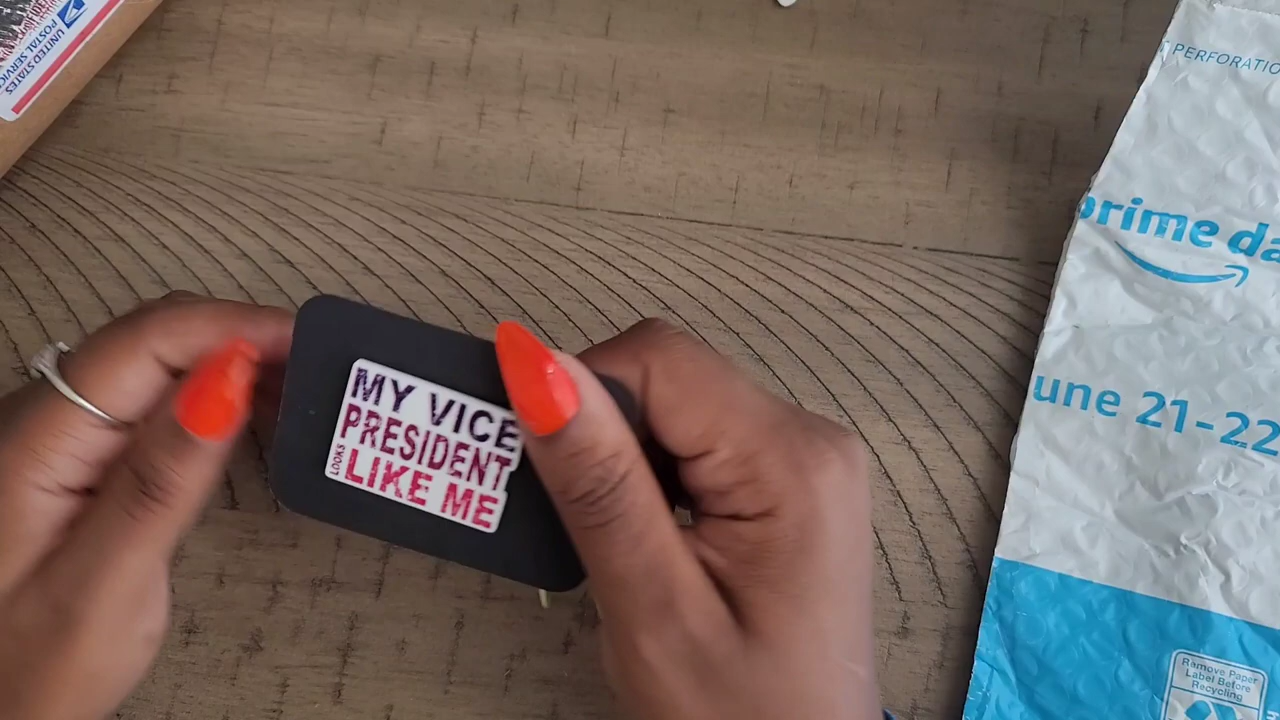 UNITED STATES
POSTAL SERVICE
PERFORATIO
prime da
une 21-22
MY VICE
PRESIDENT
LOOKS
LIKE ME
Remove Paper
Label Before
Recycling